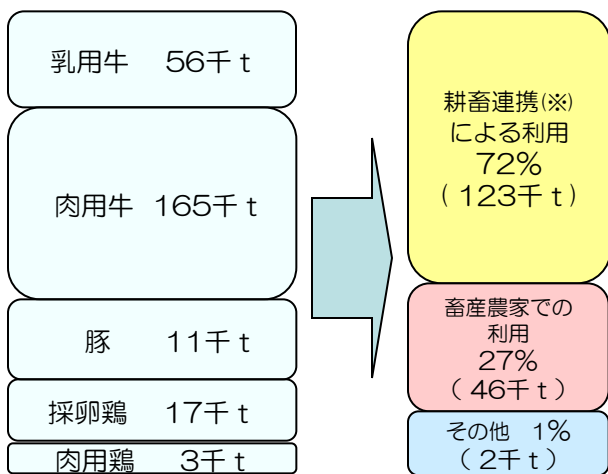 乳用牛　56千ｔ
肉用牛　165千ｔ
豚　　11千ｔ
採卵鶏　17千ｔ
肉用鶏　3千ｔ
耕畜連携(※)
による利用
72%
（ 123千ｔ）
畜産農家での
利用
27%
（ 46千ｔ）
その他　1%
（ 2千ｔ）